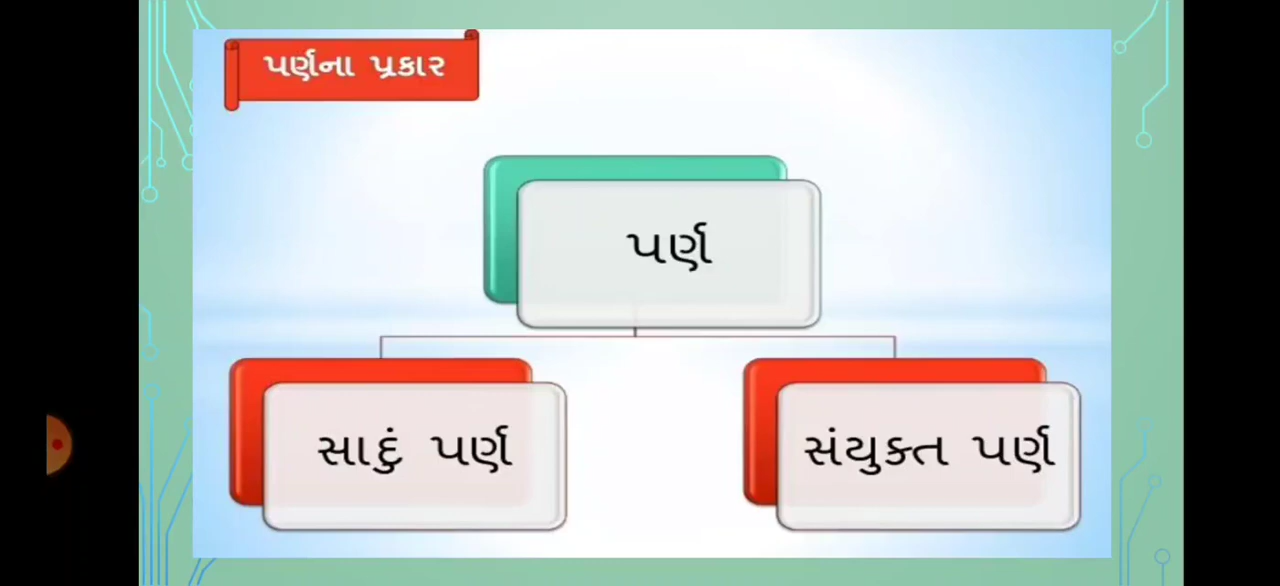 પર્ણના પ્રકાર
પર્ણ
સાદું પર્ણ
સંયુક્ત પર્ણ